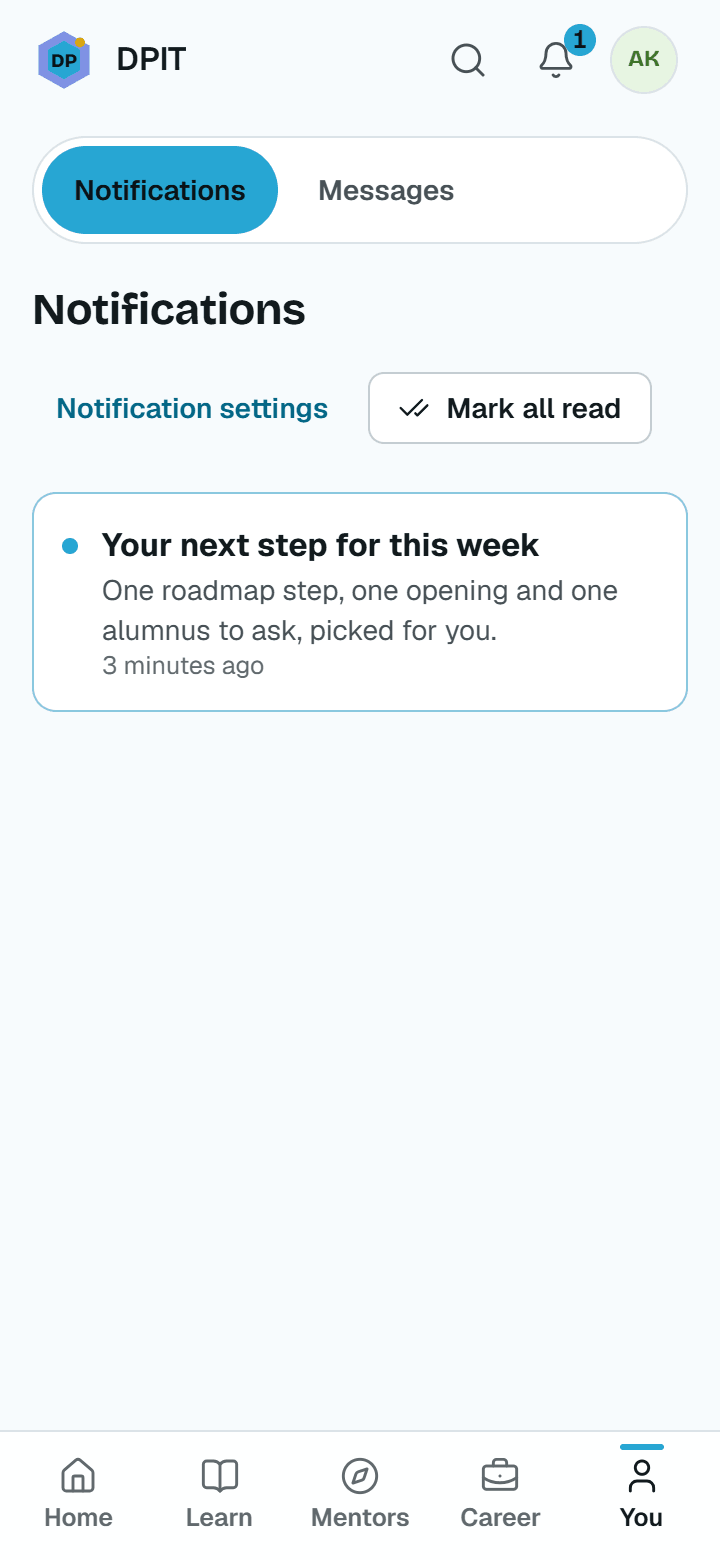 DP
DPIT
1
AK
Notifications
Messages
Notifications
Notification settings
Mark all read
Your next step for this week
One roadmap step, one opening and one
alumnus to ask, picked for you.
3 minutes ago
Home
Learn
Mentors
Career
You